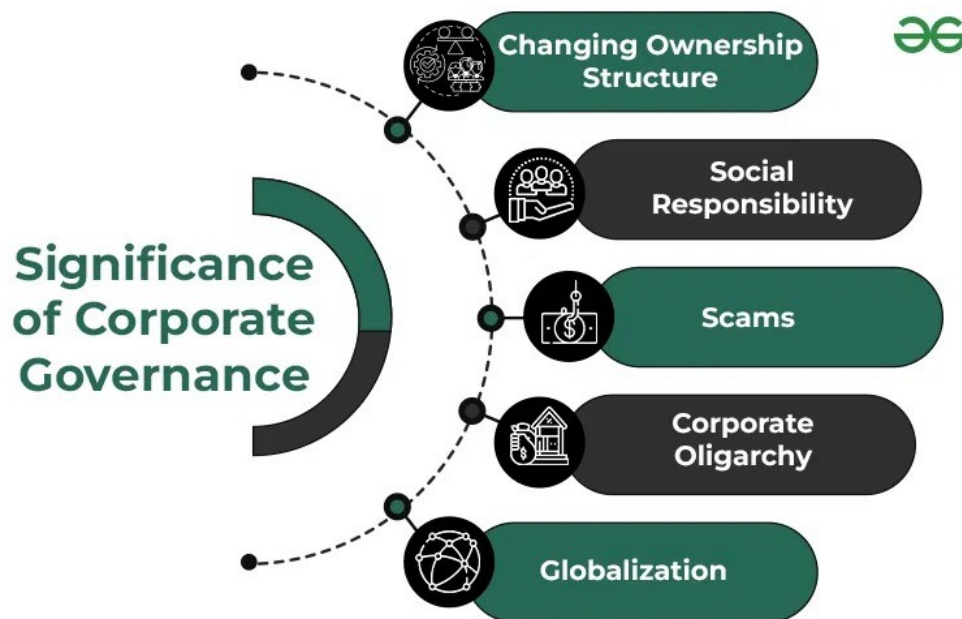 Significance
of Corporate
Governance
Changing Ownership
Structure
Social
Responsibility
Scams
Corporate
Oligarchy
Globalization